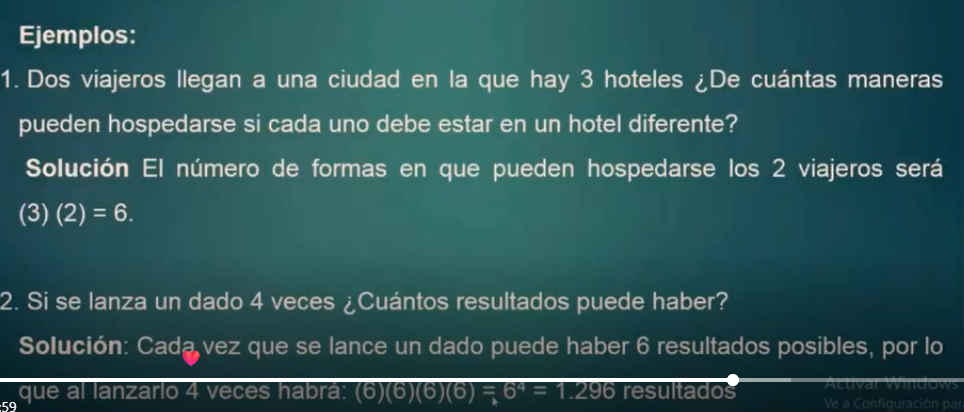 Ejemplos:
1. Dos viajeros llegan a una ciudad en la que hay 3 hoteles ¿De cuántas maneras
pueden hospedarse si cada uno debe estar en un hotel diferente?
Solución El número de formas en que pueden hospedarse los 2 viajeros será
(3) (2) = 6.
2. Si se lanza un dado 4 veces ¿Cuántos resultados puede haber?
Solución: Cada vez que se lance un dado puede haber 6 resultados posibles, por lo
que al lanzarlo 4 veces habrá: (6)(6)(6)(6) = 6⁴ = 1.296 resultados
Activar Windows
:59
Ve a Configuración par